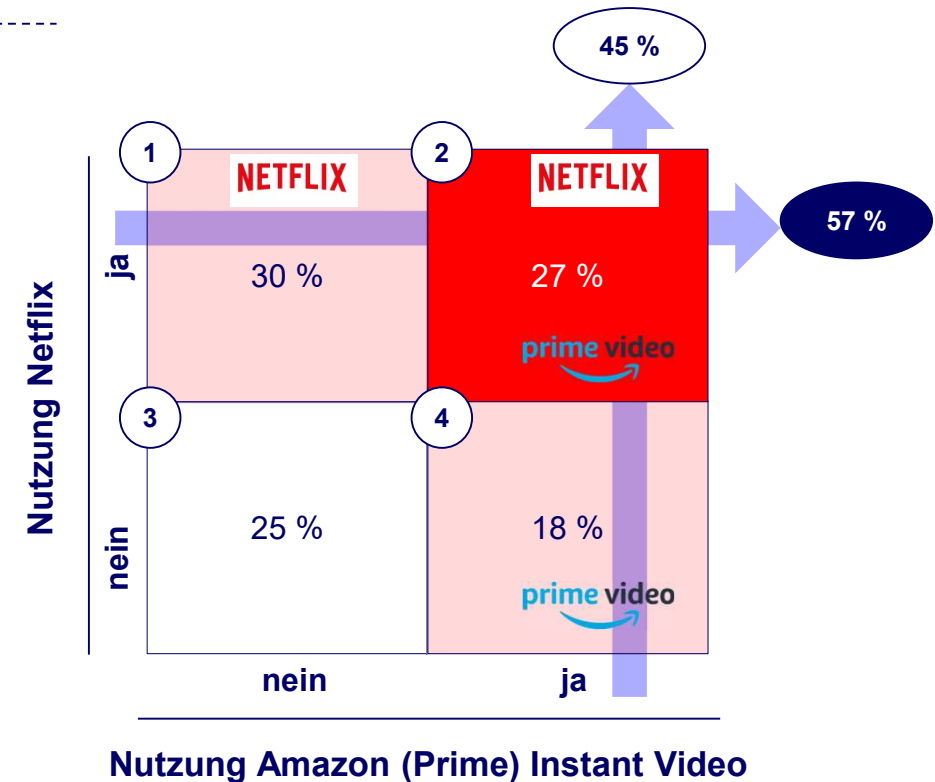 45 %
1
2
NETFLIX
NETFLIX
57 %
ja
30 %
27 %
prime video
Nutzung Netflix
3
4
25 %
18 %
nein
prime video
nein
ja
Nutzung Amazon (Prime) Instant Video